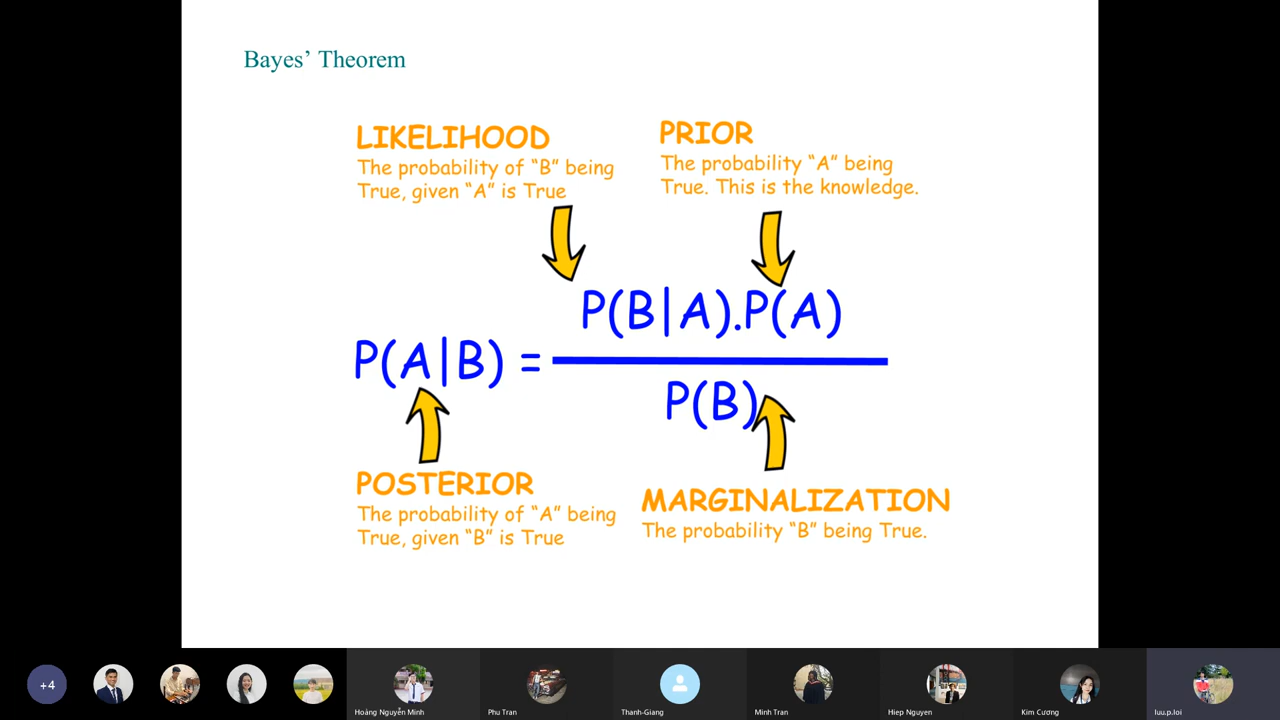 Bayes’ Theorem
LIKELIHOOD
The probability of “B” being
True, given “A” is True
PRIOR
The probability “A” being
True. This is the knowledge.
P(A|B) =
P(B|A).P(A)
P(B)
POSTERIOR
The probability of “A” being
True, given “B” is True
MARGINALIZATION
The probability “B” being True.
+4
Hoảng Nguyễn Minh
Phu Tran
Thanh-Giang
Minh Tran
Hiep Nguyen
Kim Cương
luu.p.loi